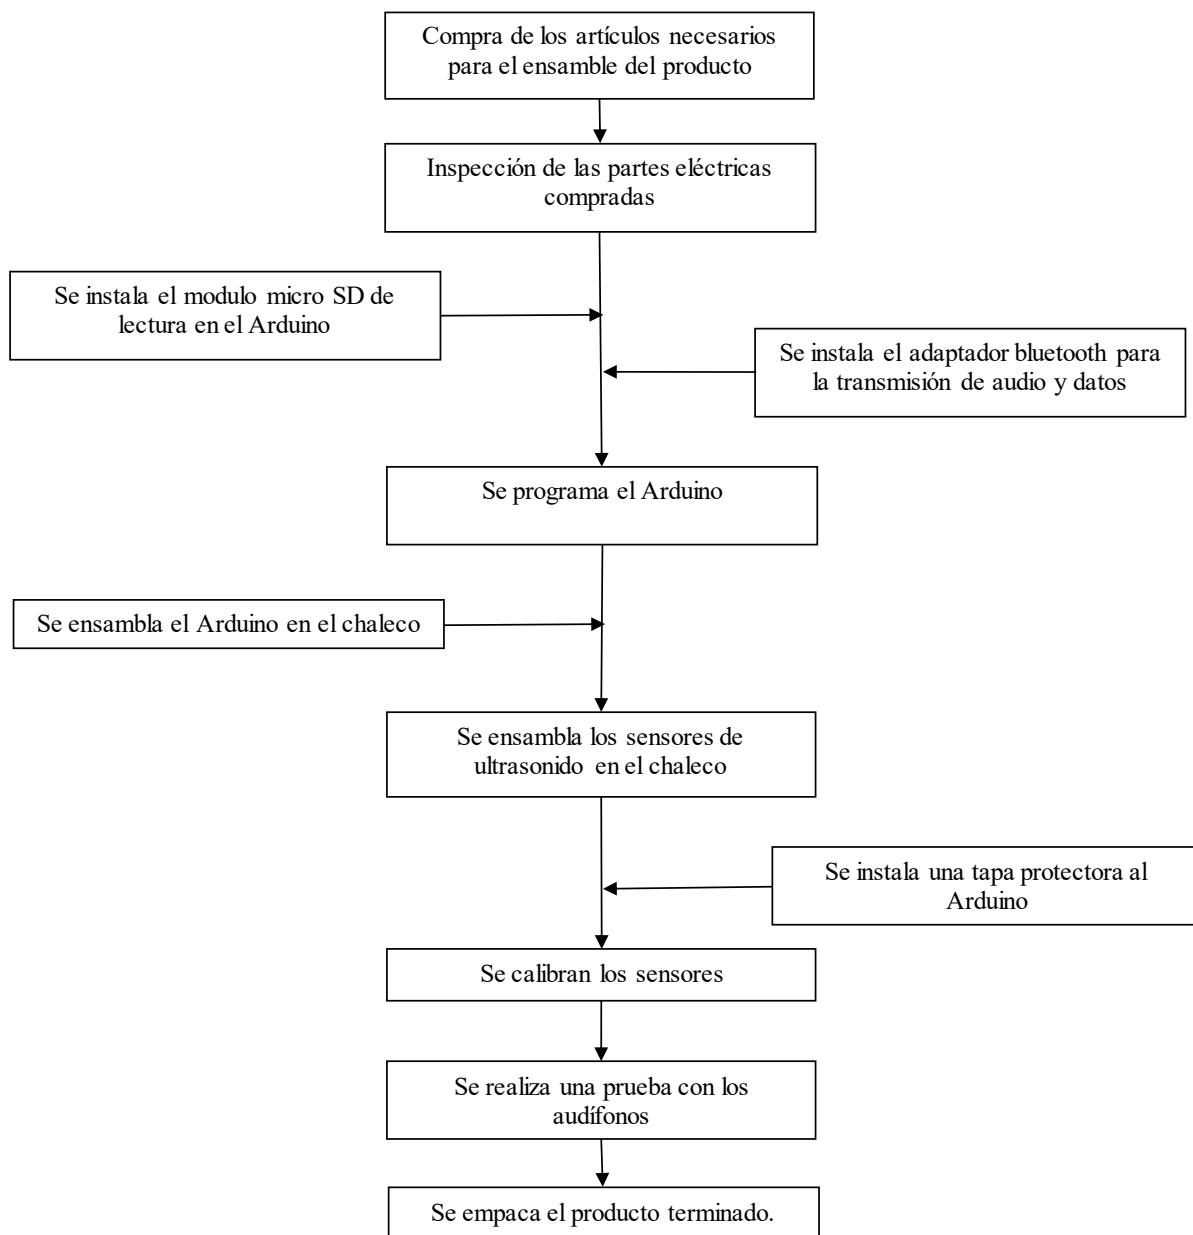 Compra de los artículos necesarios
para el ensamble del producto
Inspección de las partes eléctricas
compradas
Se instala el modulo micro SD de
lectura en el Arduino
Se instala el adaptador bluetooth para
la transmisión de audio y datos
Se programa el Arduino
Se ensambla el Arduino en el chaleco
Se ensambla los sensores de
ultrasonido en el chaleco
Se instala una tapa protectora al
Arduino
Se calibran los sensores
Se realiza una prueba con los
audífonos
Se empaca el producto terminado.